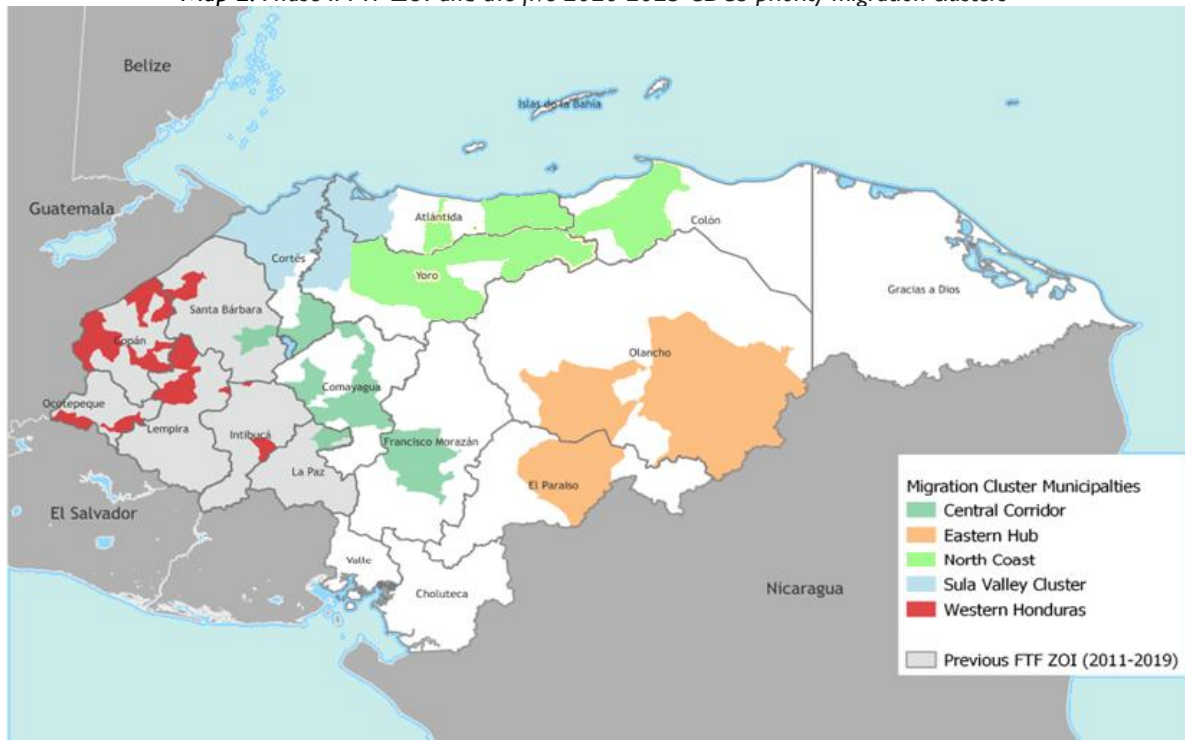 Belize
Islas de la Bahía
Guatemala
Atlántida
Colón
Cortés
Yoro
Gracias a Dios
Santa Bárbara
Copán
Olancho
Comayagua
Ocotepeque
Lempira
Intibucá
Francisco Morazán
La Paz
El Paraíso
El Salvador
Valle
Choluteca
Nicaragua
Migration Cluster Municipalties
Central Corridor
Eastern Hub
North Coast
Sula Valley Cluster
Western Honduras
Previous FTF ZOI (2011-2019)